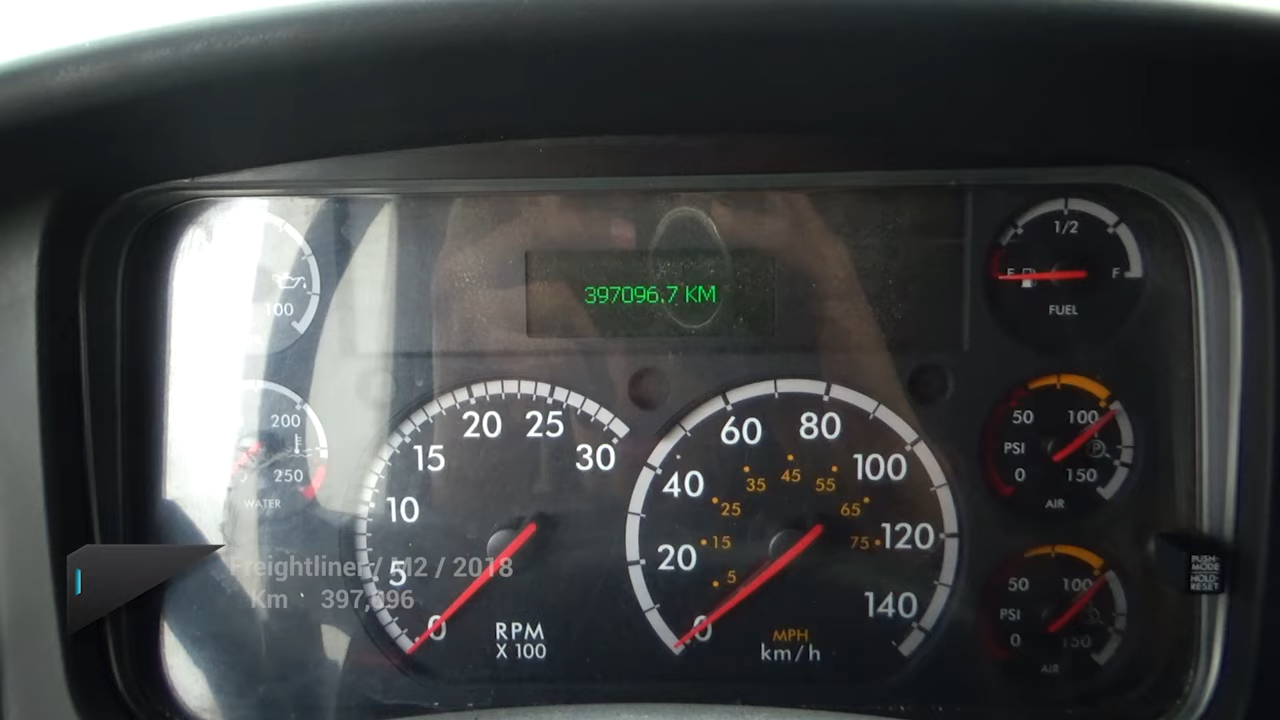 397096.7 KM
1/2
E F
FUEL
100
200
250
WATER
0 5 10 15 20 25 30
RPM
X 100
0 20 40 60 80 100 120 140
5 15 25 35 45 55 65 75
MPH
km/h
50 100
PSI P
0 150
AIR
50 100
PSI
0 150
AIR
PUSH-
MODE
HOLD-
RESET
Freightliner / M2 / 2018
Km 397,096